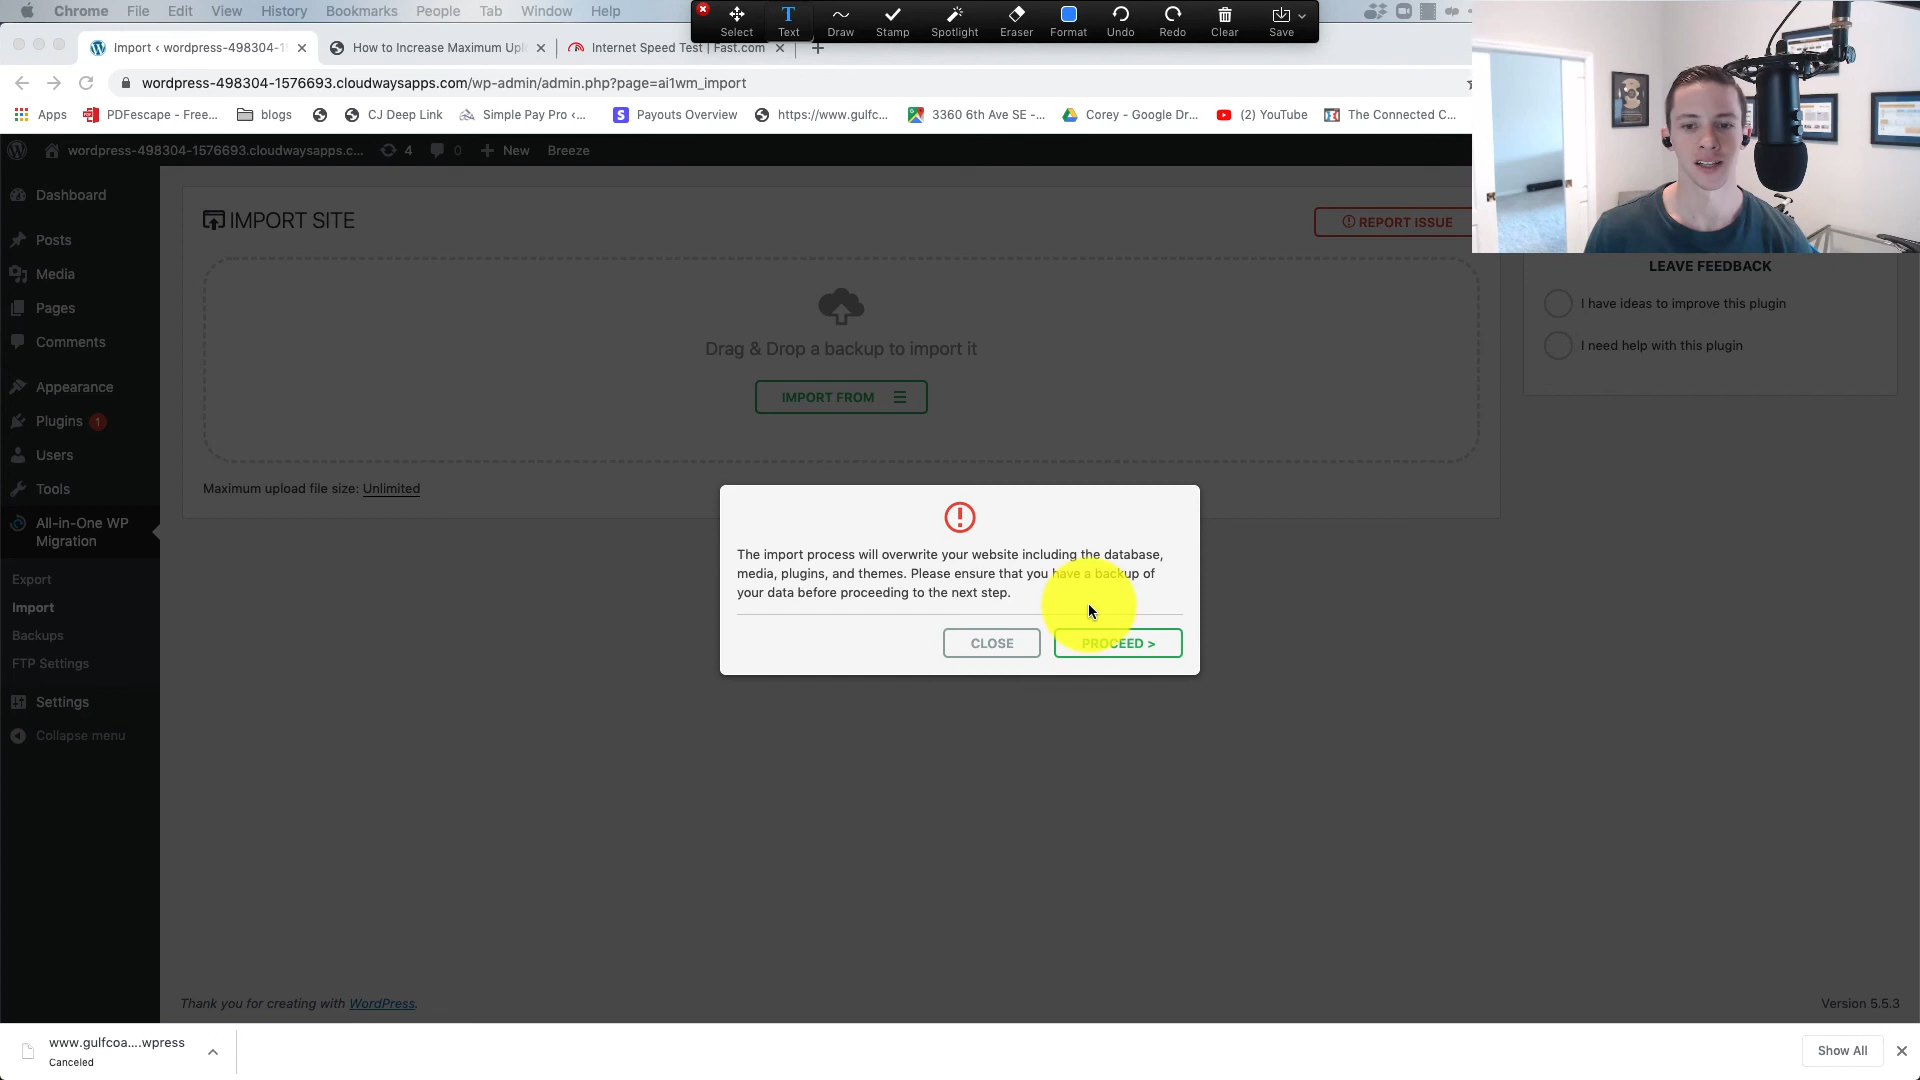 Chrome File Edit View History Bookmarks People Tab Window Help
Select Text Draw Stamp Spotlight Eraser Format Undo Redo Clear Save
Import ‹ wordpress-498304-1
How to Increase Maximum Upl
Internet Speed Test | Fast.com
wordpress-498304-1576693.cloudwaysapps.com/wp-admin/admin.php?page=ai1wm_import
Apps PDFescape - Free... blogs CJ Deep Link Simple Pay Pro ‹... Payouts Overview https://www.gulfc... 3360 6th Ave SE -... Corey - Google Dr... (2) YouTube The Connected C...
wordpress-498304-1576693.cloudwaysapps.c... 4 0 New Breeze
Dashboard
Posts
Media
Pages
Comments
Appearance
Plugins 1
Users
Tools
All-in-One WP
Migration
Export
Import
Backups
FTP Settings
Settings
Collapse menu
IMPORT SITE
REPORT ISSUE
Drag & Drop a backup to import it
IMPORT FROM
Maximum upload file size: Unlimited
LEAVE FEEDBACK
I have ideas to improve this plugin
I need help with this plugin
The import process will overwrite your website including the database,
media, plugins, and themes. Please ensure that you have a backup of
your data before proceeding to the next step.
CLOSE PROCEED >
Thank you for creating with WordPress.
Version 5.5.3
www.gulfcoa....wpress
Canceled
Show All